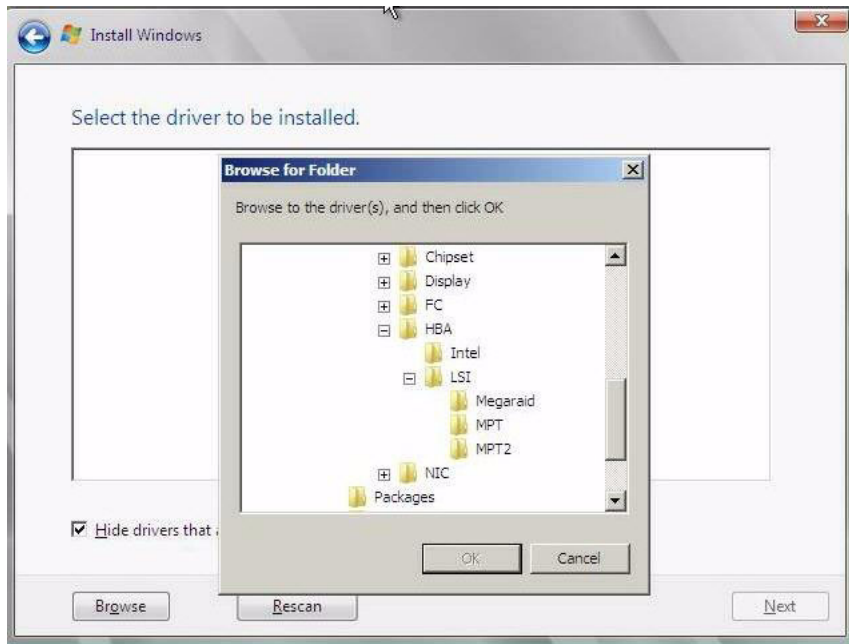 Install Windows
Select the driver to be installed.
Browse for Folder
Browse to the driver(s), and then click OK
Chipset
Display
FC
HBA
Intel
LSI
Megaraid
MPT
MPT2
NIC
Packages
Hide drivers that
OK
Cancel
Browse
Rescan
Next